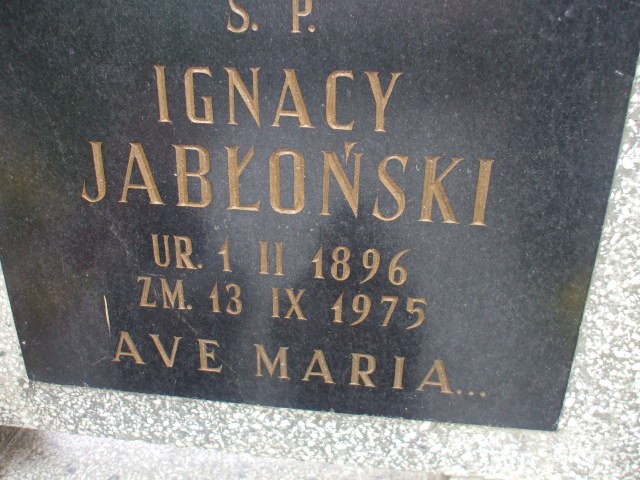 Ś. P.
IGNACY
JABŁOŃSKI
UR. 1 II 1896
ZM. 13 IX 1975
AVE MARIA...